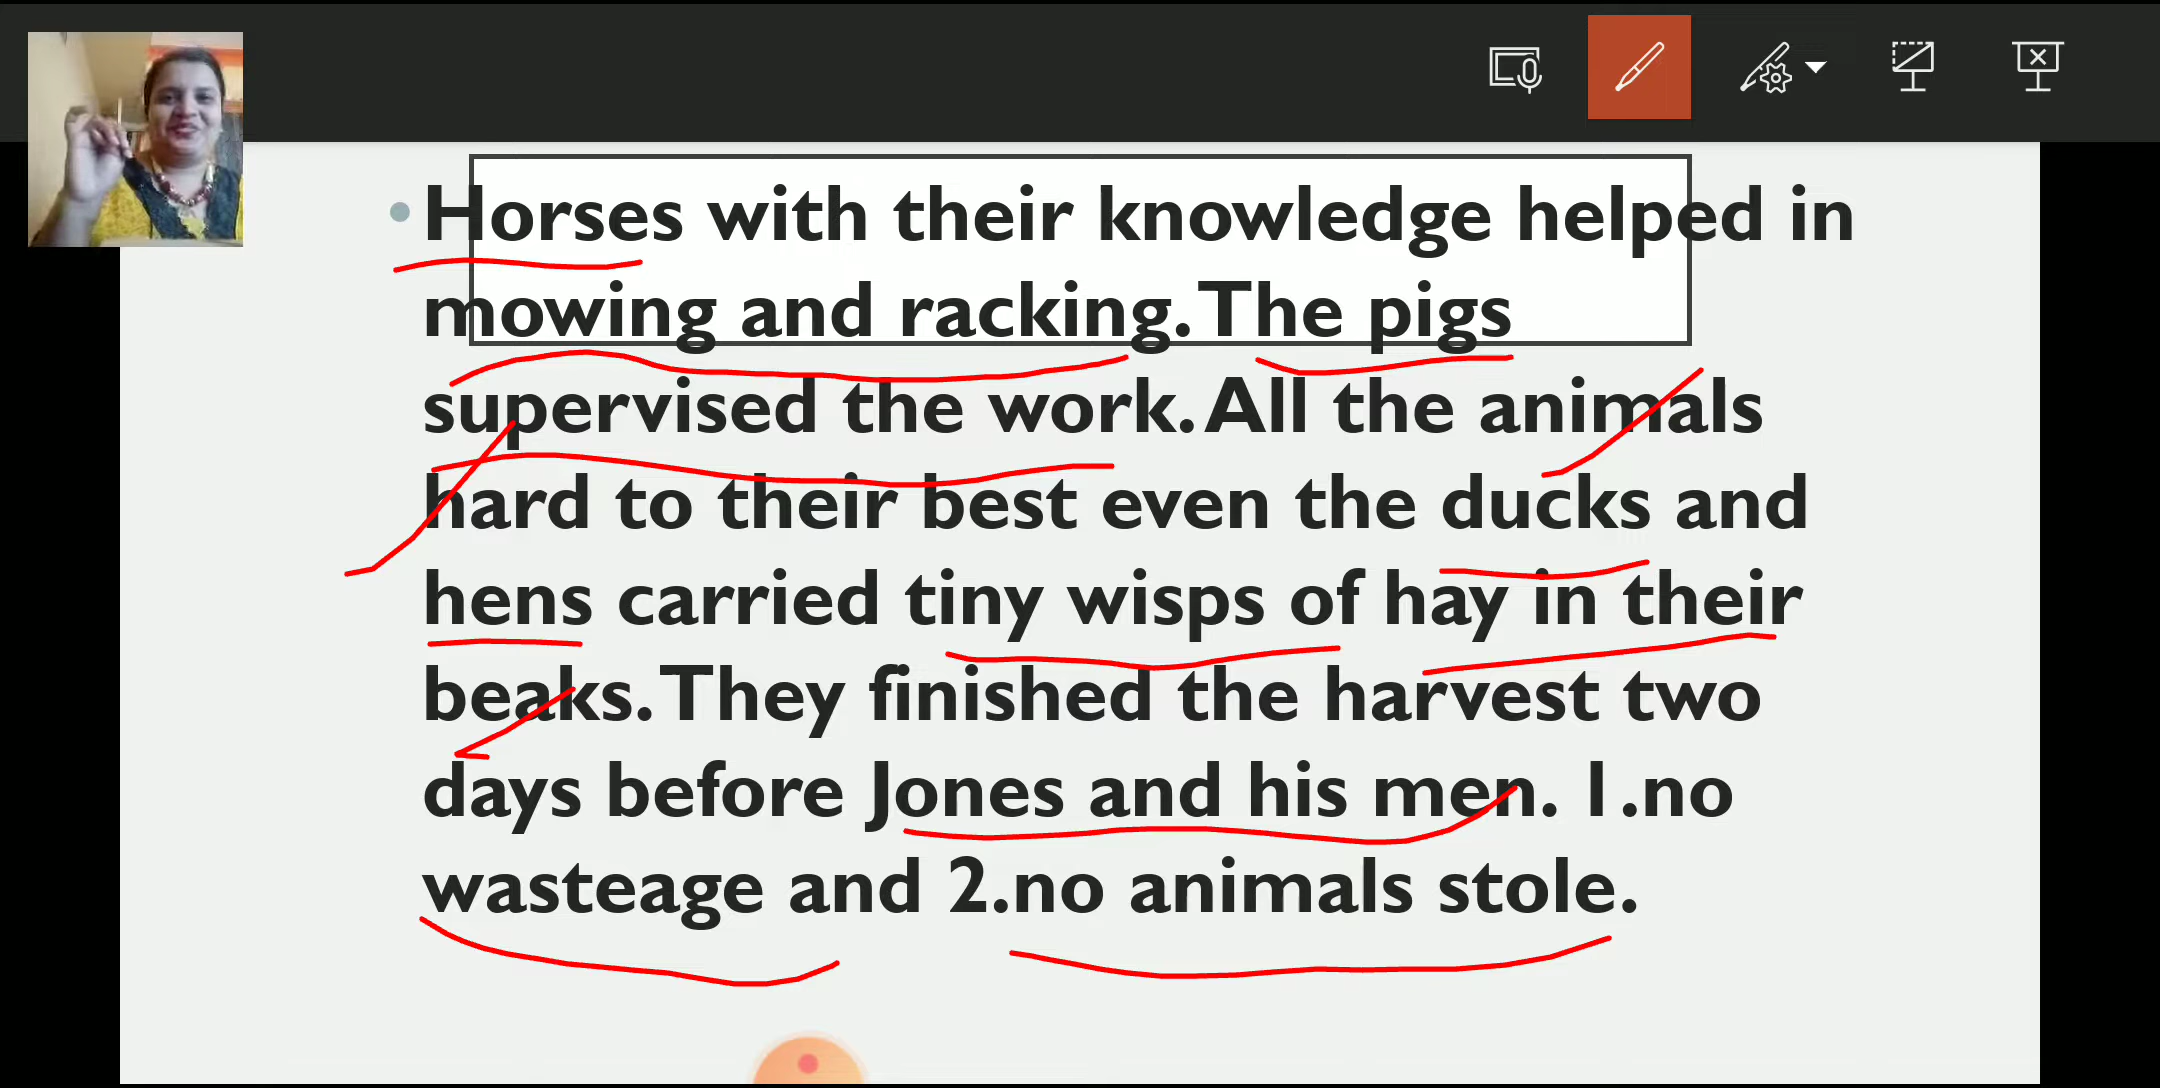 Horses with their knowledge helped in
mowing and racking. The pigs
supervised the work. All the animals
hard to their best even the ducks and
hens carried tiny wisps of hay in their
beaks. They finished the harvest two
days before Jones and his men. 1.no
wasteage and 2.no animals stole.